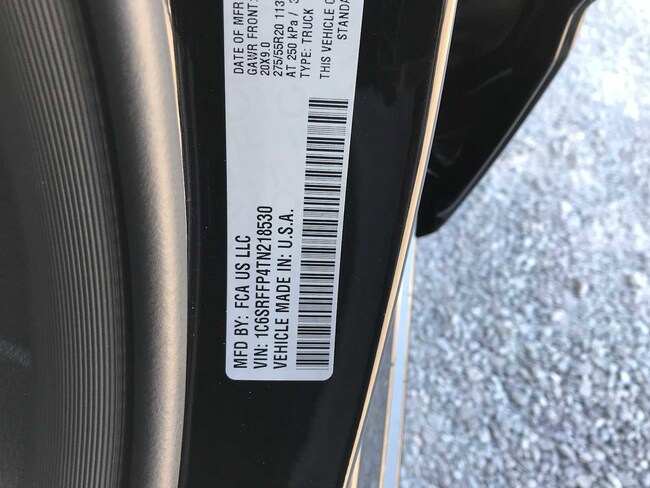 MFD BY: FCA US LLC
VIN: 1C6SRFFP4TN218530
VEHICLE MADE IN: U.S.A.
DATE OF MFR
GAWR FRONT:
20X9.0
275/55R20 113
AT 250 kPa /
TYPE: TRUCK
THIS VEHICLE
STANDA